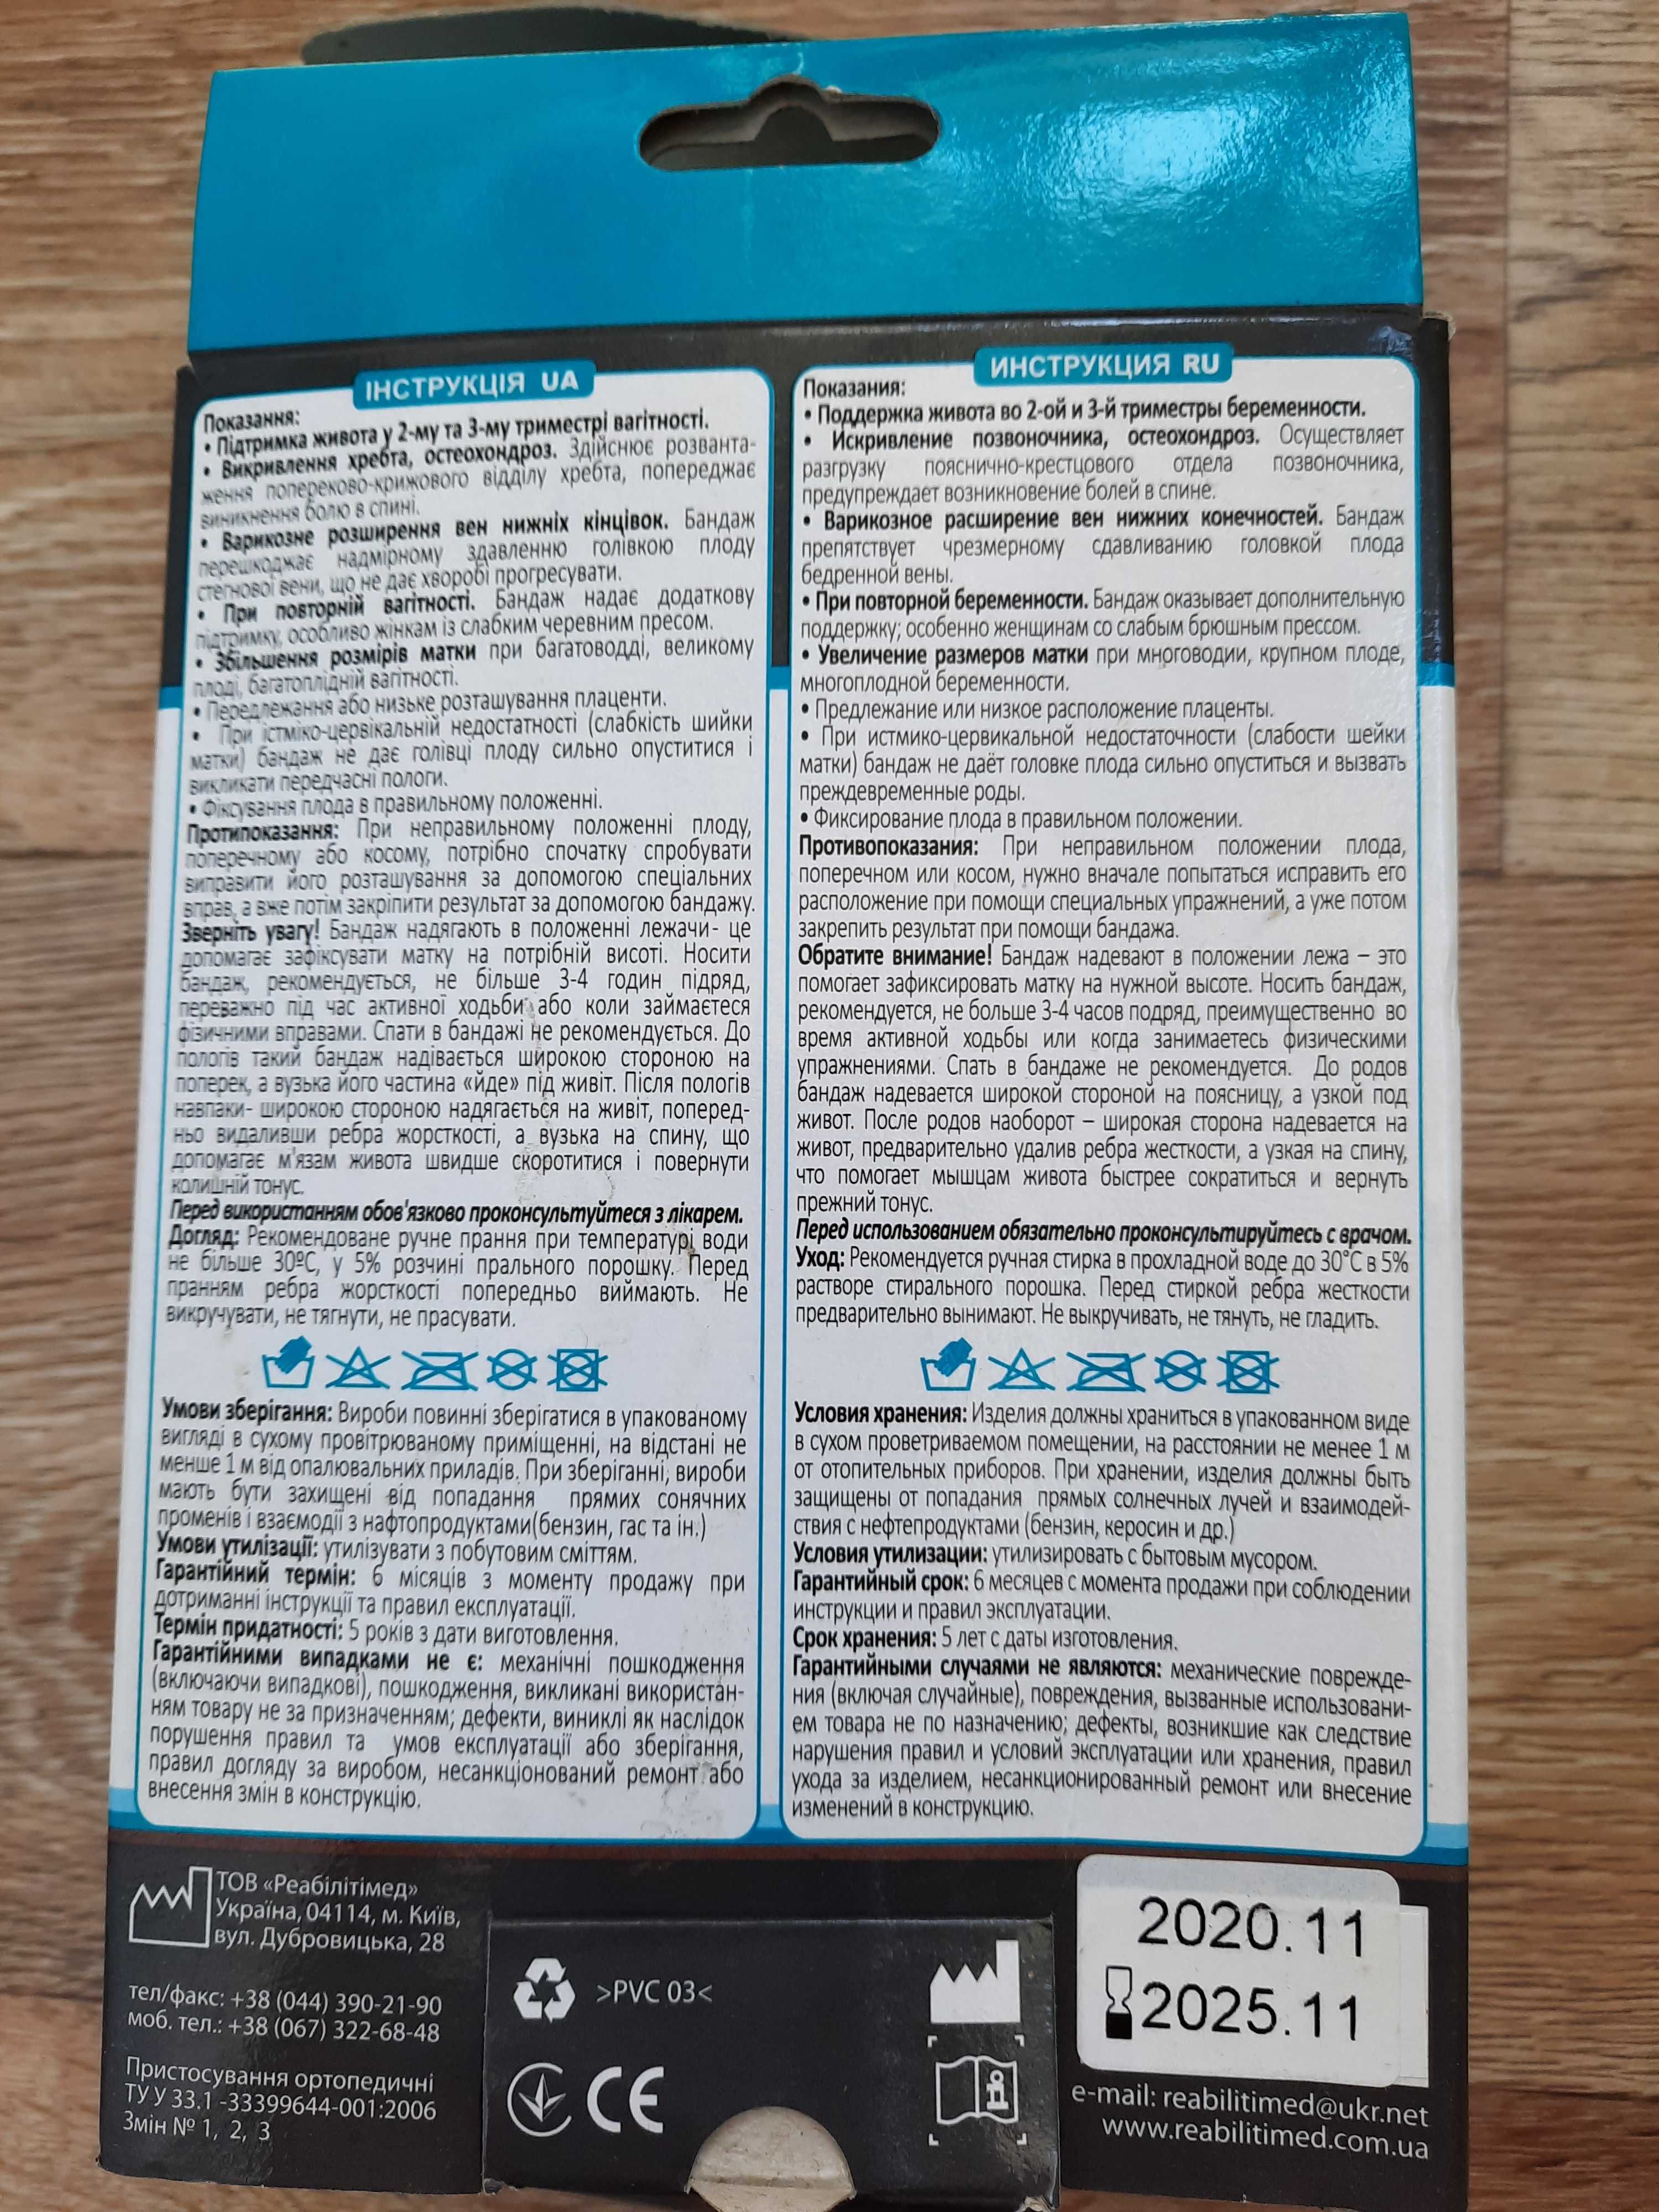 ІНСТРУКЦІЯ UA
Показання:
• Підтримка живота у 2-му та 3-му триместрі вагітності.
• Викривлення хребта, остеохондроз. Здійснює розванта-
ження попереково-крижового відділу хребта, попереджає
виникнення болю в спині.
• Варикозне розширення вен нижніх кінцівок. Бандаж
перешкоджає надмірному здавленню голівкою плоду
стегнової вени, що не дає хворобі прогресувати.
• При повторній вагітності. Бандаж надає додаткову
підтримку, особливо жінкам із слабким черевним пресом.
• Збільшення розмірів матки при багатоводді, великому
плоді, багатоплідній вагітності.
• Передлежання або низьке розташування плаценти.
• При істміко-цервікальній недостатності (слабкість шийки
матки) бандаж не дає голівці плоду сильно опуститися і
викликати передчасні пологи.
• Фіксування плода в правильному положенні.
Протипоказання: При неправильному положенні плоду,
поперечному або косому, потрібно спочатку спробувати
виправити його розташування за допомогою спеціальних
вправ, а вже потім закріпити результат за допомогою бандажу.
Зверніть увагу! Бандаж надягають в положенні лежачи- це
допомагає зафіксувати матку на потрібній висоті. Носити
бандаж, рекомендується, не більше 3-4 годин підряд,
переважно під час активної ходьби або коли займаєтеся
фізичними вправами. Спати в бандажі не рекомендується. До
пологів такий бандаж надівається широкою стороною на
поперек, а вузька його частина «йде» під живіт. Після пологів
навпаки- широкою стороною надягається на живіт, поперед-
ньо видаливши ребра жорсткості, а вузька на спину, що
допомагає м'язам живота швидше скоротитися і повернути
колишній тонус.
Перед використанням обов'язково проконсультуйтеся з лікарем.
Догляд: Рекомендоване ручне прання при температурі води
не більше 30ºС, у 5% розчині прального порошку. Перед
пранням ребра жорсткості попередньо виймають. Не
викручувати, не тягнути, не прасувати.
Умови зберігання: Вироби повинні зберігатися в упакованому
вигляді в сухому провітрюваному приміщенні, на відстані не
менше 1 м від опалювальних приладів. При зберіганні, вироби
мають бути захищені від попадання прямих сонячних
променів і взаємодії з нафтопродуктами(бензин, гас та ін.)
Умови утилізації: утилізувати з побутовим сміттям.
Гарантійний термін: 6 місяців з моменту продажу при
дотриманні інструкції та правил експлуатації.
Термін придатності: 5 років з дати виготовлення.
Гарантійними випадками не є: механічні пошкодження
(включаючи випадкові), пошкодження, викликані використан-
ням товару не за призначенням; дефекти, виниклі як наслідок
порушення правил та умов експлуатації або зберігання,
правил догляду за виробом, несанкціонований ремонт або
внесення змін в конструкцію.
ИНСТРУКЦИЯ RU
Показания:
• Поддержка живота во 2-ой и 3-й триместры беременности.
• Искривление позвоночника, остеохондроз. Осуществляет
разгрузку пояснично-крестцового отдела позвоночника,
предупреждает возникновение болей в спине.
• Варикозное расширение вен нижних конечностей. Бандаж
препятствует чрезмерному сдавливанию головкой плода
бедренной вены.
• При повторной беременности. Бандаж оказывает дополнительную
поддержку; особенно женщинам со слабым брюшным прессом.
• Увеличение размеров матки при многоводии, крупном плоде,
многоплодной беременности.
• Предлежание или низкое расположение плаценты.
• При истмико-цервикальной недостаточности (слабости шейки
матки) бандаж не даёт головке плода сильно опуститься и вызвать
преждевременные роды.
• Фиксирование плода в правильном положении.
Противопоказания: При неправильном положении плода,
поперечном или косом, нужно вначале попытаться исправить его
расположение при помощи специальных упражнений, а уже потом
закрепить результат при помощи бандажа.
Обратите внимание! Бандаж надевают в положении лежа – это
помогает зафиксировать матку на нужной высоте. Носить бандаж,
рекомендуется, не больше 3-4 часов подряд, преимущественно во
время активной ходьбы или когда занимаетесь физическими
упражнениями. Спать в бандаже не рекомендуется. До родов
бандаж надевается широкой стороной на поясницу, а узкой под
живот. После родов наоборот – широкая сторона надевается на
живот, предварительно удалив ребра жесткости, а узкая на спину,
что помогает мышцам живота быстрее сократиться и вернуть
прежний тонус.
Перед использованием обязательно проконсультируйтесь с врачом.
Уход: Рекомендуется ручная стирка в прохладной воде до 30°С в 5%
растворе стирального порошка. Перед стиркой ребра жесткости
предварительно вынимают. Не выкручивать, не тянуть, не гладить.
Условия хранения: Изделия должны храниться в упакованном виде
в сухом проветриваемом помещении, на расстоянии не менее 1 м
от отопительных приборов. При хранении, изделия должны быть
защищены от попадания прямых солнечных лучей и взаимодей-
ствия с нефтепродуктами (бензин, керосин и др.)
Условия утилизации: утилизировать с бытовым мусором.
Гарантийный срок: 6 месяцев с момента продажи при соблюдении
инструкции и правил эксплуатации.
Срок хранения: 5 лет с даты изготовления.
Гарантийными случаями не являются: механические поврежде-
ния (включая случайные), повреждения, вызванные использовани-
ем товара не по назначению; дефекты, возникшие как следствие
нарушения правил и условий эксплуатации или хранения, правил
ухода за изделием, несанкционированный ремонт или внесение
изменений в конструкцию.
ТОВ «Реабілітімед»
Україна, 04114, м. Київ,
вул. Дубровицька, 28
тел/факс: +38 (044) 390-21-90
моб. тел.: +38 (067) 322-68-48
Пристосування ортопедичні
ТУ У 33.1 -33399644-001:2006
Змін № 1, 2, 3
>PVC 03<
CE
2020.11
2025.11
e-mail: reabilitimed@ukr.net
www.reabilitimed.com.ua